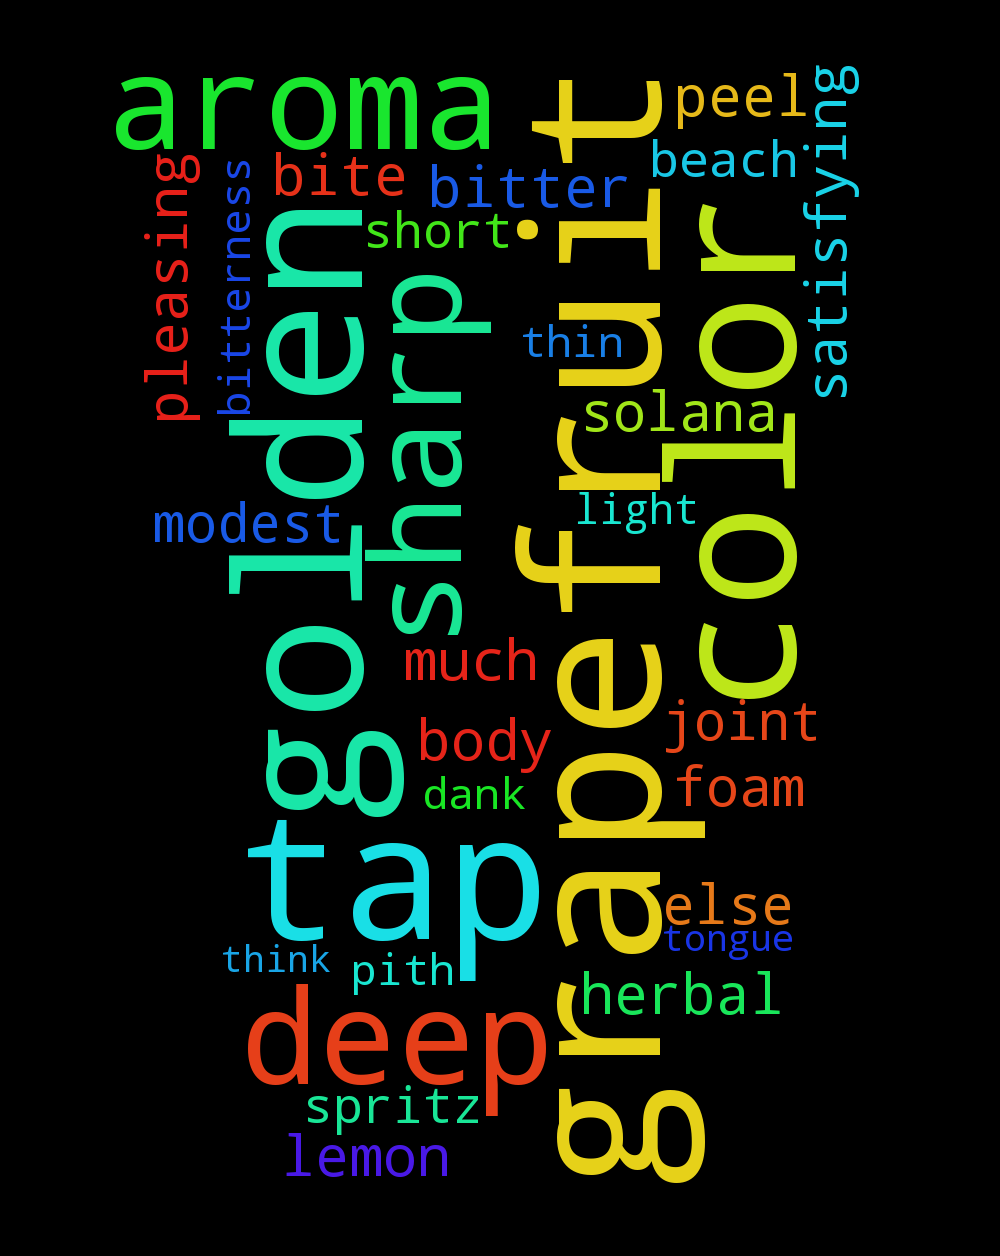 aroma
peel
satisfying
beach
bite
bitter
pleasing
bitterness
golden
short
sharp
grapefruit
color
thin
solana
light
modest
much
joint
body
foam
dank
tap
else
tongue
think
pith
herbal
deep
spritz
lemon